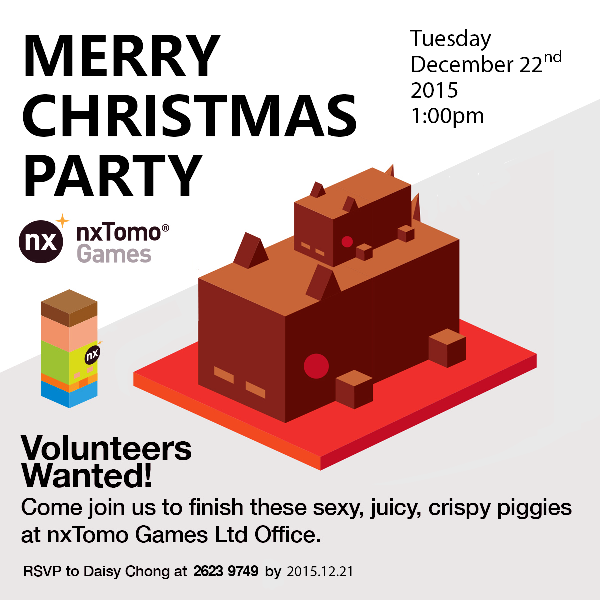 MERRY
CHRISTMAS
PARTY
Tuesday
December 22nd
2015
1:00pm
nx nxTomo®
Games
nx
Volunteers
Wanted!
Come join us to finish these sexy, juicy, crispy piggies
at nxTomo Games Ltd Office.
RSVP to Daisy Chong at 2623 9749 by 2015.12.21